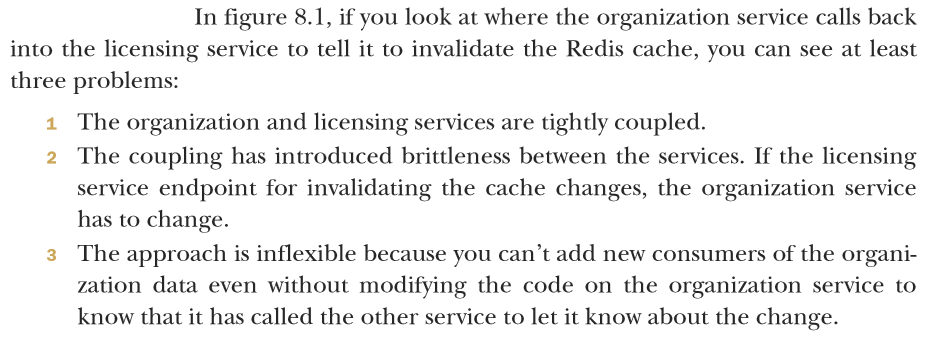 In figure 8.1, if you look at where the organization service calls back
into the licensing service to tell it to invalidate the Redis cache, you can see at least
three problems:
1 The organization and licensing services are tightly coupled.
2 The coupling has introduced brittleness between the services. If the licensing
service endpoint for invalidating the cache changes, the organization service
has to change.
3 The approach is inflexible because you can’t add new consumers of the organi-
zation data even without modifying the code on the organization service to
know that it has called the other service to let it know about the change.